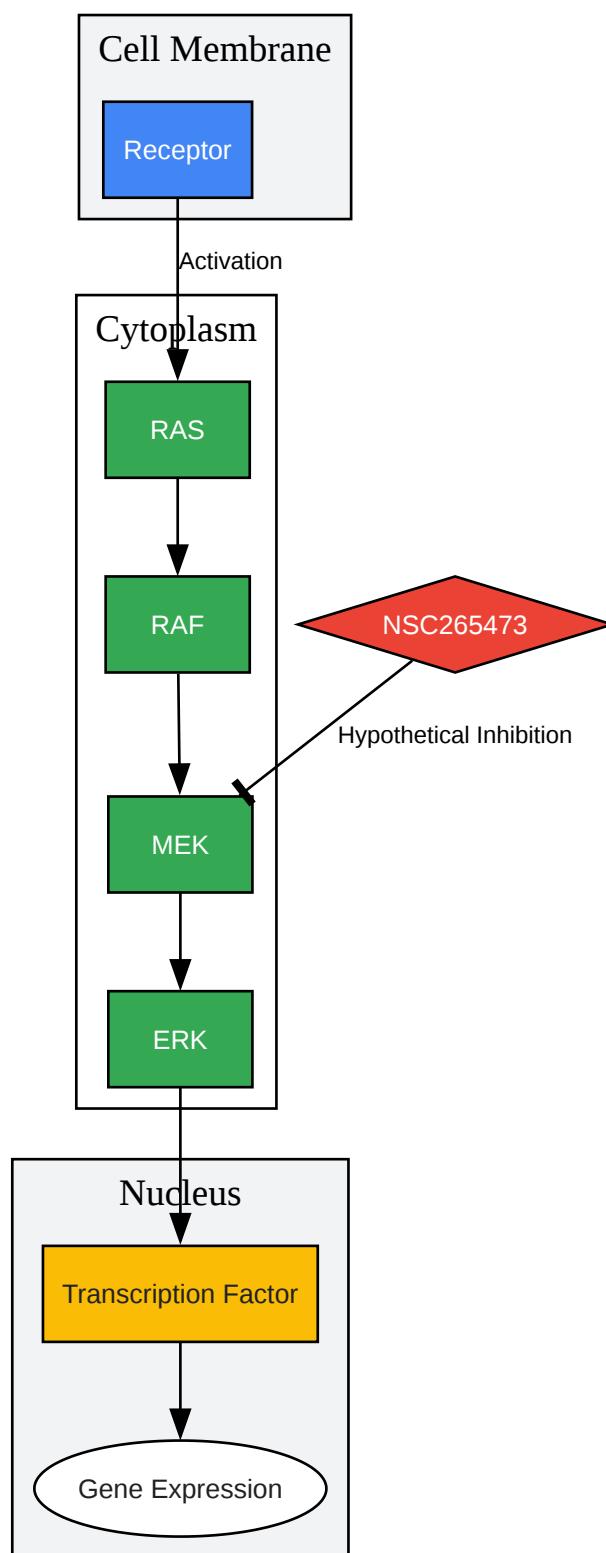 Cell Membrane
Receptor
Activation
Cytoplasm
RAS
RAF
NSC265473
Hypothetical Inhibition
MEK
ERK
Nucleus
Transcription Factor
Gene Expression